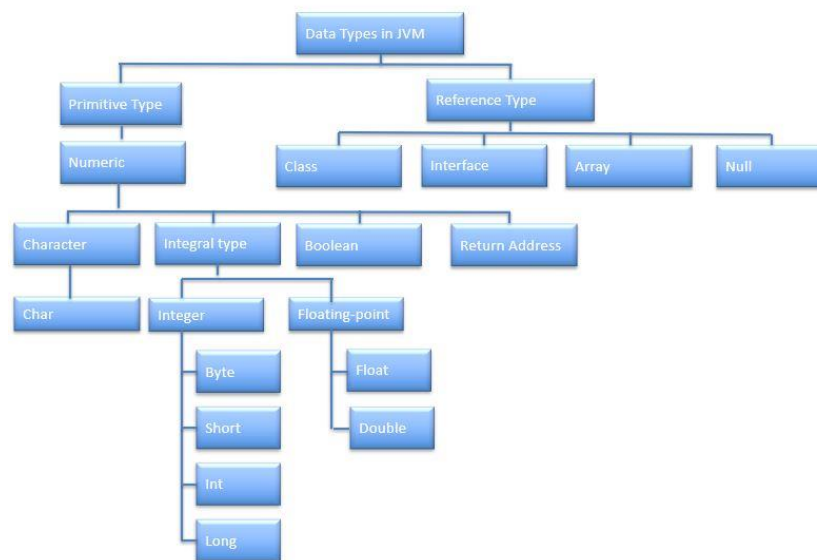 Data Types in JVM
Primitive Type
Reference Type
Numeric
Class
Interface
Array
Null
Character
Integral type
Boolean
Return Address
Char
Integer
Floating-point
Byte
Float
Short
Double
Int
Long